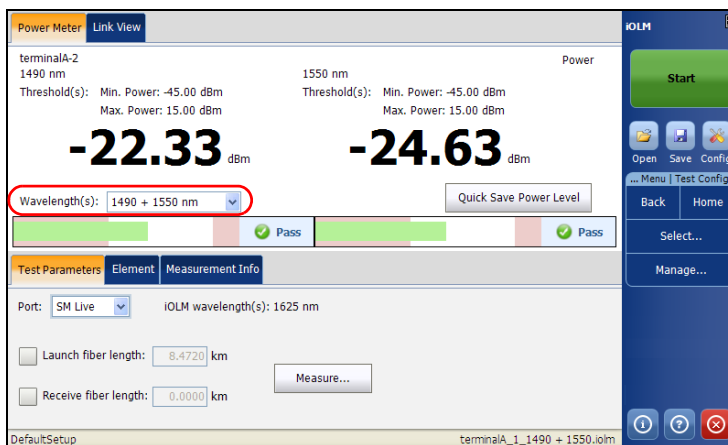 Power Meter Link View
iOLM
terminalA-2
Power
1490 nm
1550 nm
Threshold(s): Min. Power: -45.00 dBm
Threshold(s): Min. Power: -45.00 dBm
Max. Power: 15.00 dBm
Max. Power: 15.00 dBm
Start
-22.33 dBm
-24.63 dBm
Open Save Config
... Menu | Test Config
Wavelength(s): 1490 + 1550 nm
Quick Save Power Level
Back Home
Pass
Pass
Select...
Test Parameters Element Measurement Info
Manage...
Port: SM Live iOLM wavelength(s): 1625 nm
Launch fiber length: 8.4720 km
Measure...
Receive fiber length: 0.0000 km
DefaultSetup
terminalA_1_1490 + 1550.iolm